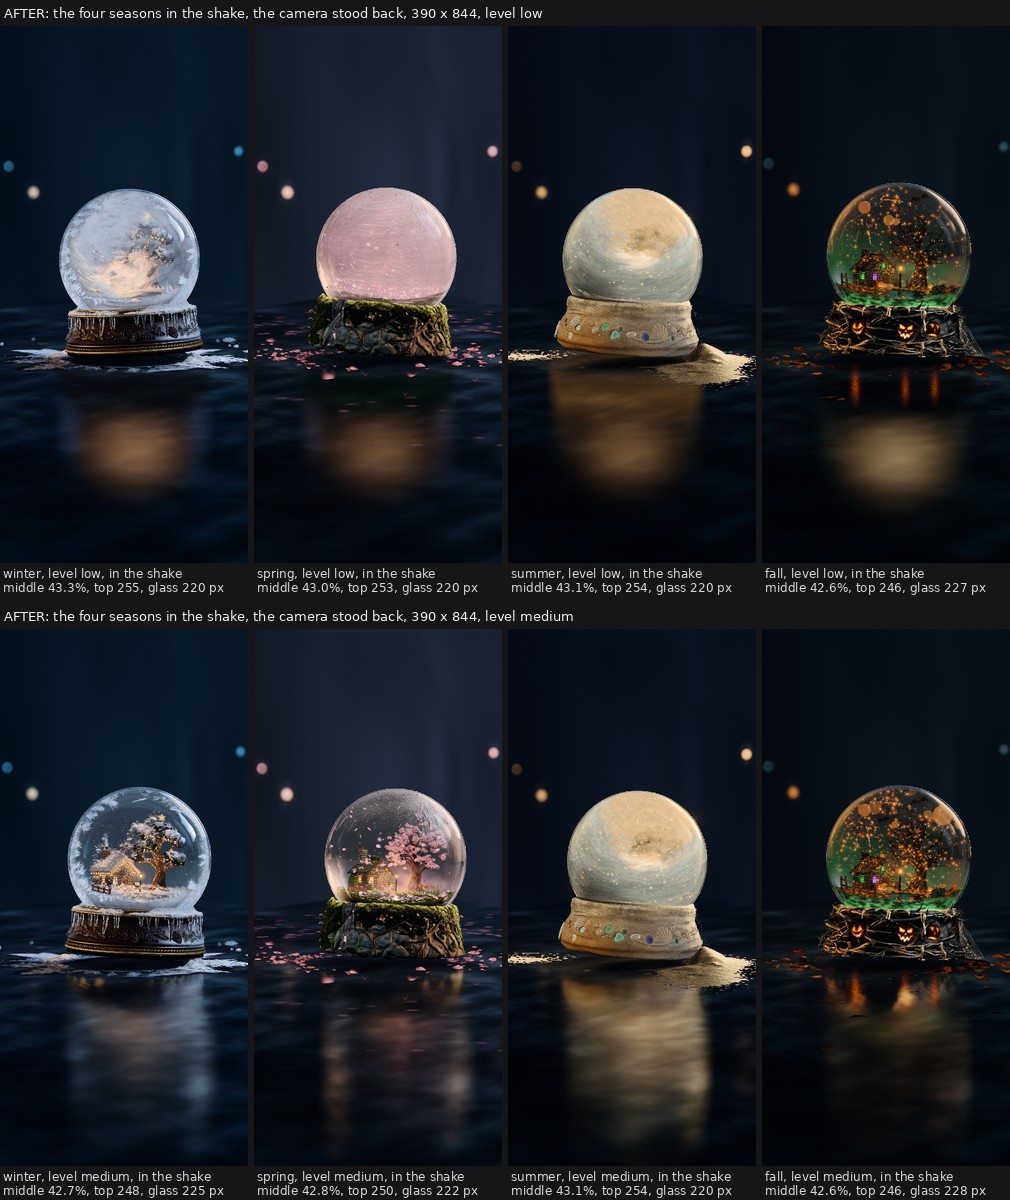 AFTER: the four seasons in the shake, the camera stood back, 390 x 844, level low
winter, level low, in the shake
middle 43.3%, top 255, glass 220 px
spring, level low, in the shake
middle 43.0%, top 253, glass 220 px
summer, level low, in the shake
middle 43.1%, top 254, glass 220 px
fall, level low, in the shake
middle 42.6%, top 246, glass 227 px
AFTER: the four seasons in the shake, the camera stood back, 390 x 844, level medium
winter, level medium, in the shake
middle 42.7%, top 248, glass 225 px
spring, level medium, in the shake
middle 42.8%, top 250, glass 222 px
summer, level medium, in the shake
middle 43.1%, top 254, glass 220 px
fall, level medium, in the shake
middle 42.6%, top 246, glass 228 px